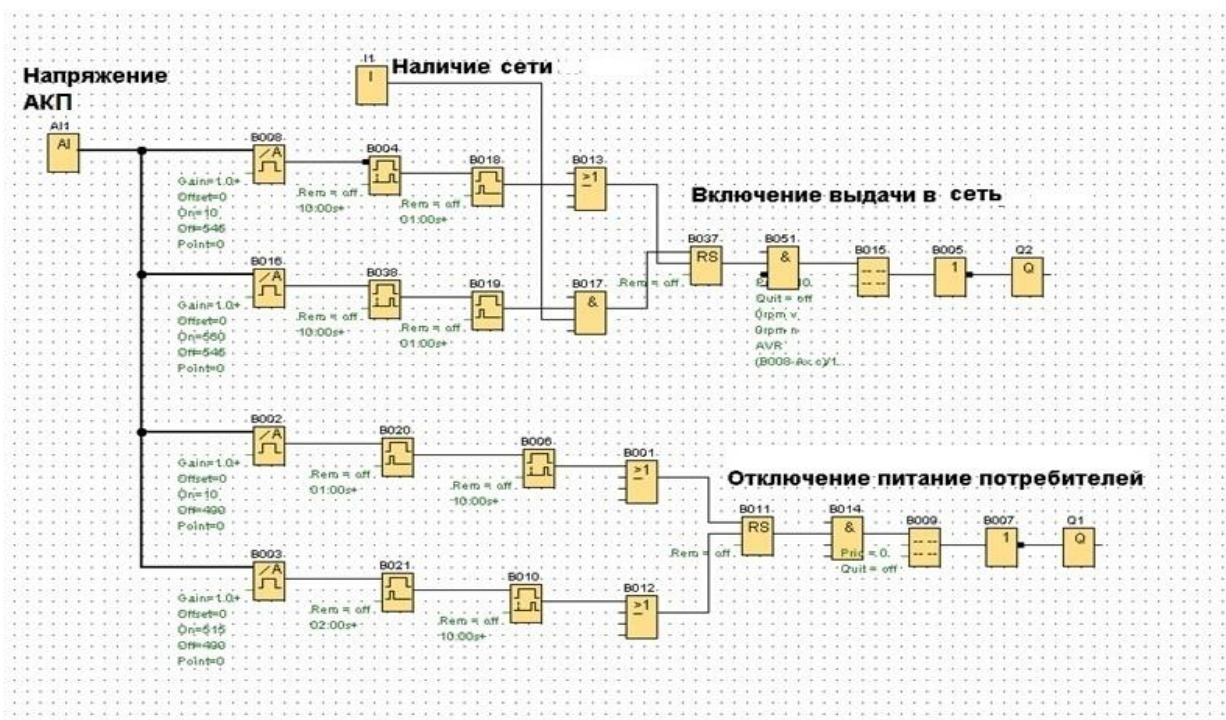 Напряжение
АКП
AI1
AI
I1
I
Наличие сети
B008
/A
Gain=1.0+
Offset=0
On=10
Off=546
Point=0
B004
Rem = off
10:00s+
B018
Rem = off
01:00s+
B013
≥1
B016
/A
Gain=1.0+
Offset=0
On=560
Off=546
Point=0
B038
Rem = off
10:00s+
B019
Rem = off
01:00s+
B017
&
Включение выдачи в сеть
B037
RS
Rem = off
B051
&
Quit = off
AVR
B015
B005
1
Q2
Q
B002
/A
Gain=1.0+
Offset=0
On=10
Off=490
Point=0
B020
Rem = off
01:00s+
B006
Rem = off
10:00s+
B001
≥1
Отключение питание потребителей
B011
RS
Rem = off
B014
&
Prio = 0
Quit = off
B009
B007
1
Q1
Q
B003
/A
Gain=1.0+
Offset=0
On=515
Off=490
Point=0
B021
Rem = off
02:00s+
B010
Rem = off
10:00s+
B012
≥1